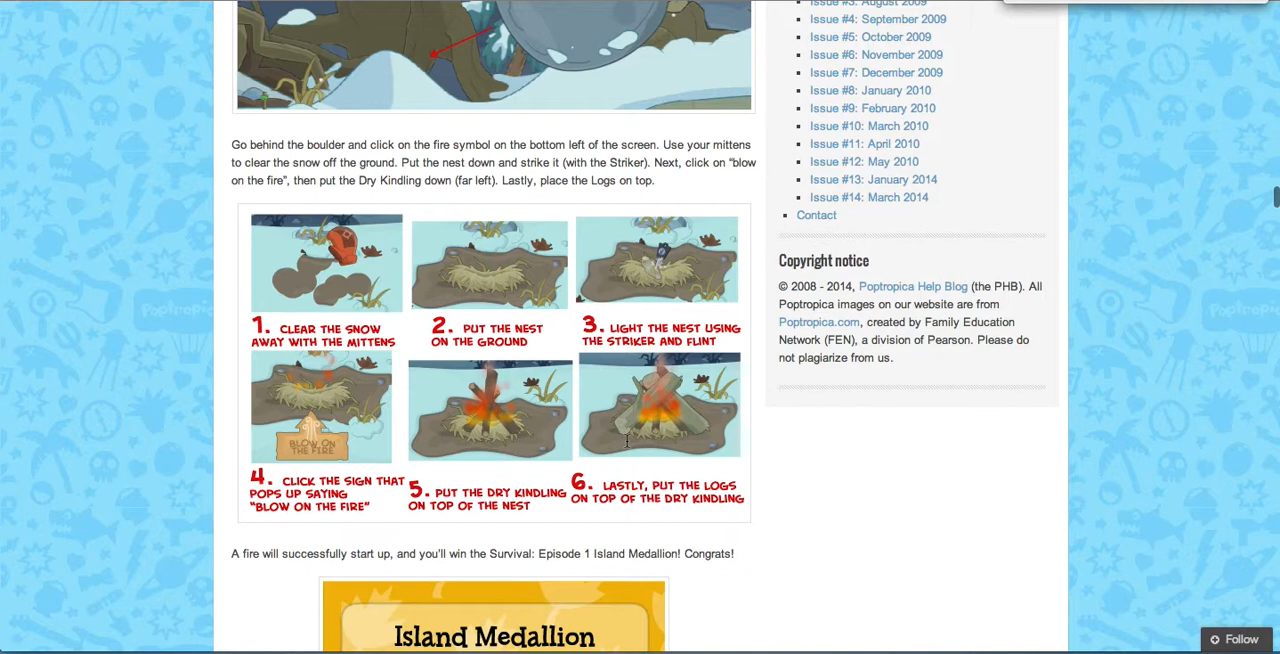 Issue #3: August 2009
Issue #4: September 2009
Issue #5: October 2009
Issue #6: November 2009
Issue #7: December 2009
Issue #8: January 2010
Issue #9: February 2010
Issue #10: March 2010
Issue #11: April 2010
Issue #12: May 2010
Issue #13: January 2014
Issue #14: March 2014
Contact
Copyright notice
© 2008 - 2014, Poptropica Help Blog (the PHB). All
Poptropica images on our website are from
Poptropica.com, created by Family Education
Network (FEN), a division of Pearson. Please do
not plagiarize from us.
Go behind the boulder and click on the fire symbol on the bottom left of the screen. Use your mittens
to clear the snow off the ground. Put the nest down and strike it (with the Striker). Next, click on “blow
on the fire”, then put the Dry Kindling down (far left). Lastly, place the Logs on top.
1. CLEAR THE SNOW
AWAY WITH THE MITTENS
2. PUT THE NEST
ON THE GROUND
3. LIGHT THE NEST USING
THE STRIKER AND FLINT
BLOW ON
THE FIRE
4. CLICK THE SIGN THAT
POPS UP SAYING
"BLOW ON THE FIRE"
5. PUT THE DRY KINDLING
ON TOP OF THE NEST
6. LASTLY, PUT THE LOGS
ON TOP OF THE DRY KINDLING
A fire will successfully start up, and you’ll win the Survival: Episode 1 Island Medallion! Congrats!
Island Medallion
Follow
Poptropica
Poptropica